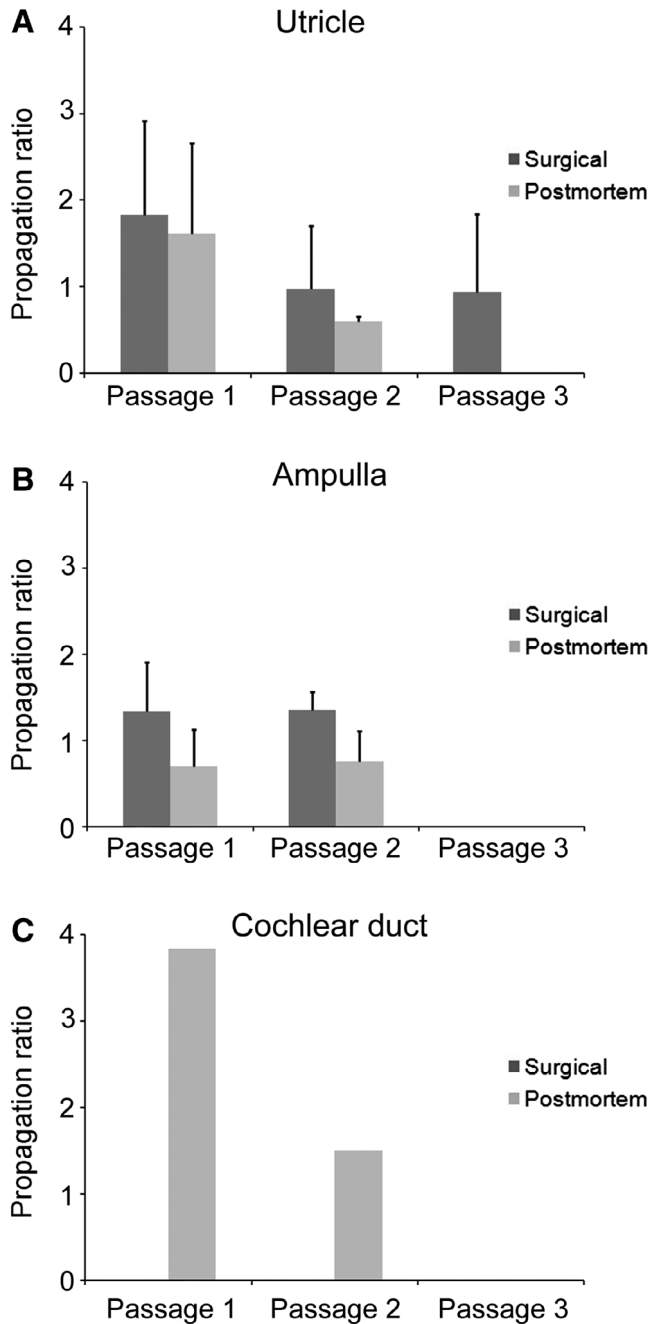 A
Utricle
4
3
2
1
0
Propagation ratio
Surgical
Postmortem
Passage 1 Passage 2 Passage 3
B
Ampulla
4
3
2
1
0
Propagation ratio
Surgical
Postmortem
Passage 1 Passage 2 Passage 3
C
Cochlear duct
4
3
2
1
0
Propagation ratio
Surgical
Postmortem
Passage 1 Passage 2 Passage 3